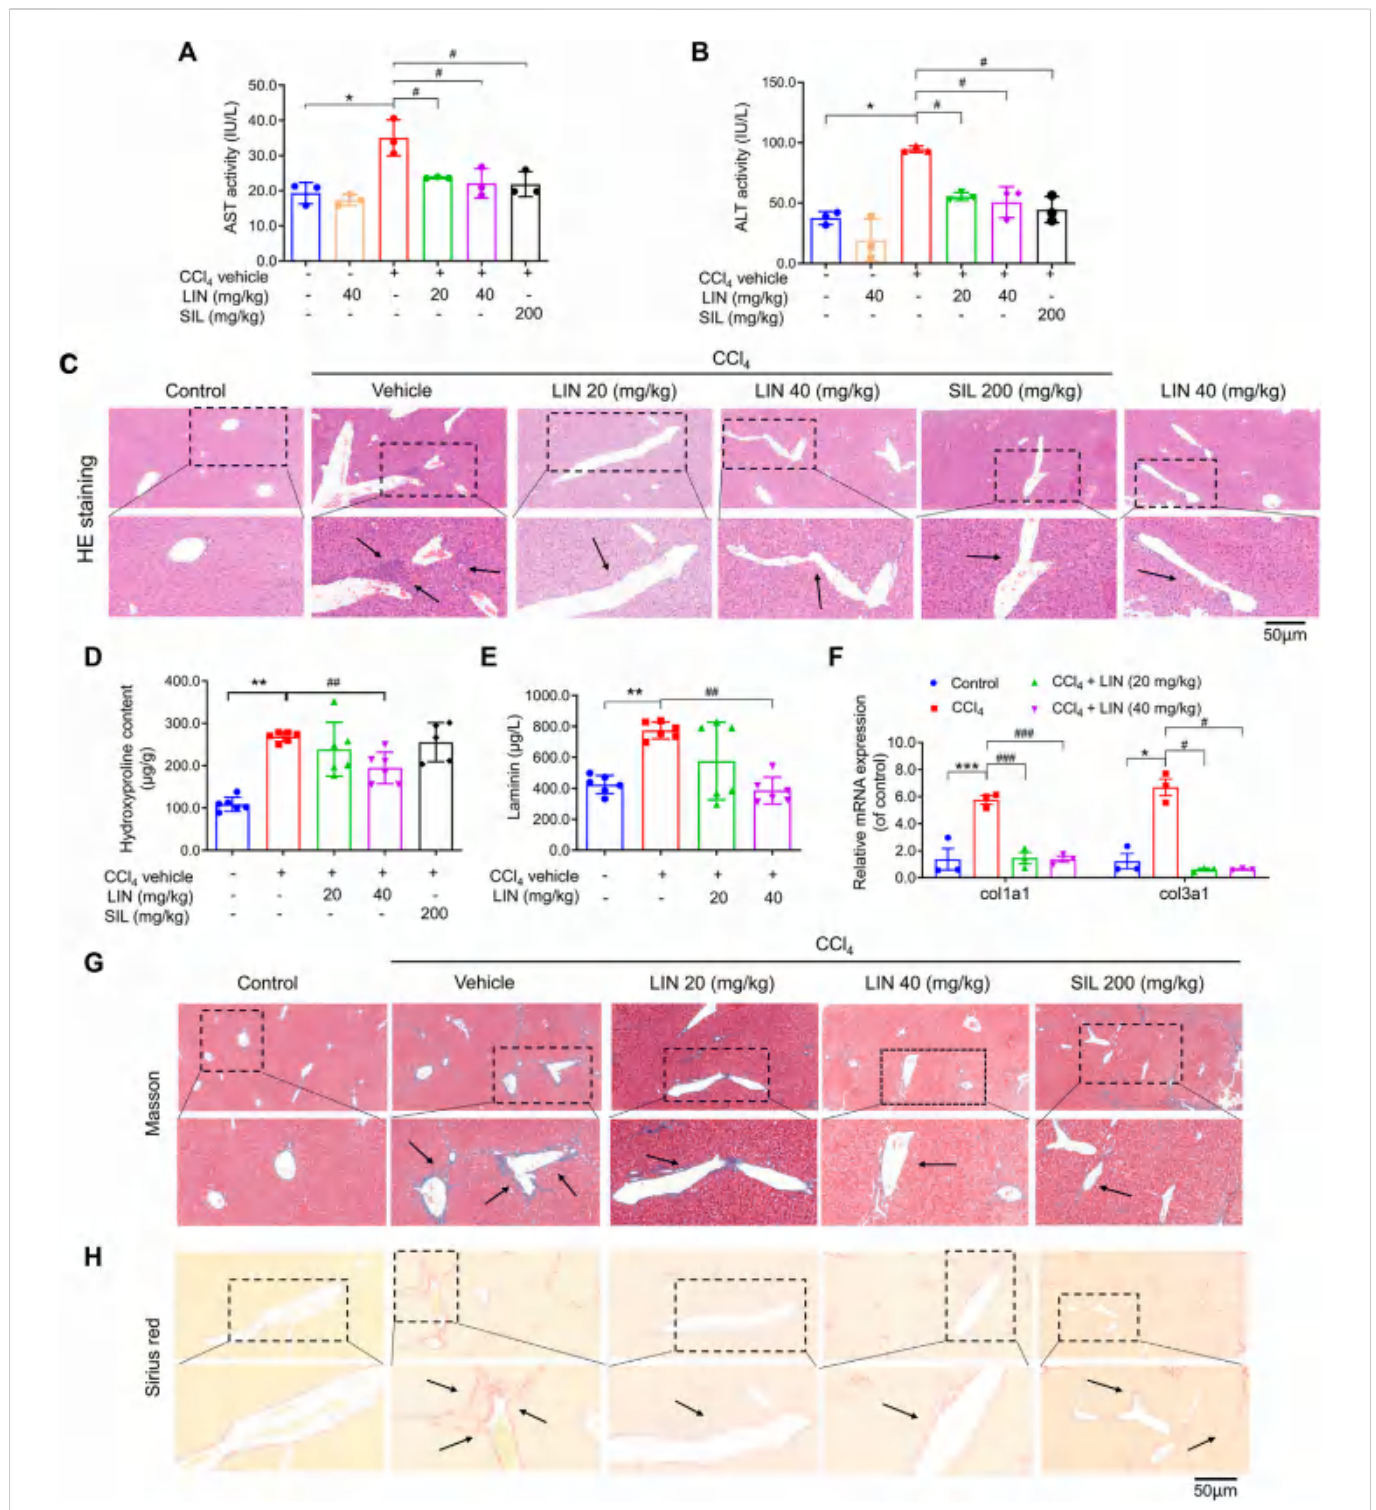 A
B
# #
# #
* #
* #
AST activity (IU/L)
50.0
40.0
30.0
20.0
10.0
0.0
ALT activity (IU/L)
150.0
100.0
50.0
0.0
CCl₄ vehicle - - + + + +
LIN (mg/kg) - 40 - 20 40 -
SIL (mg/kg) - - - - - 200
CCl₄ vehicle - - + + + +
LIN (mg/kg) - 40 - 20 40 -
SIL (mg/kg) - - - - - 200
C
CCl₄
Control Vehicle LIN 20 (mg/kg) LIN 40 (mg/kg) SIL 200 (mg/kg) LIN 40 (mg/kg)
HE staining
50μm
D
** ##
Hydroxyproline content
(μg/g)
400.0
300.0
200.0
100.0
0.0
CCl₄ vehicle - + + + +
LIN (mg/kg) - - 20 40 -
SIL (mg/kg) - - - - 200
E
** ##
Laminin (μg/L)
1000.0
800.0
600.0
400.0
200.0
0.0
CCl₄ vehicle - + + +
LIN (mg/kg) - - 20 40
F
Control CCl₄ + LIN (20 mg/kg)
CCl₄ CCl₄ + LIN (40 mg/kg)
Relative mRNA expression
(of control)
10.0
8.0
6.0
4.0
2.0
0.0
### #
*** ### * #
col1a1 col3a1
G
CCl₄
Control Vehicle LIN 20 (mg/kg) LIN 40 (mg/kg) SIL 200 (mg/kg)
Masson
H
Sirius red
50μm